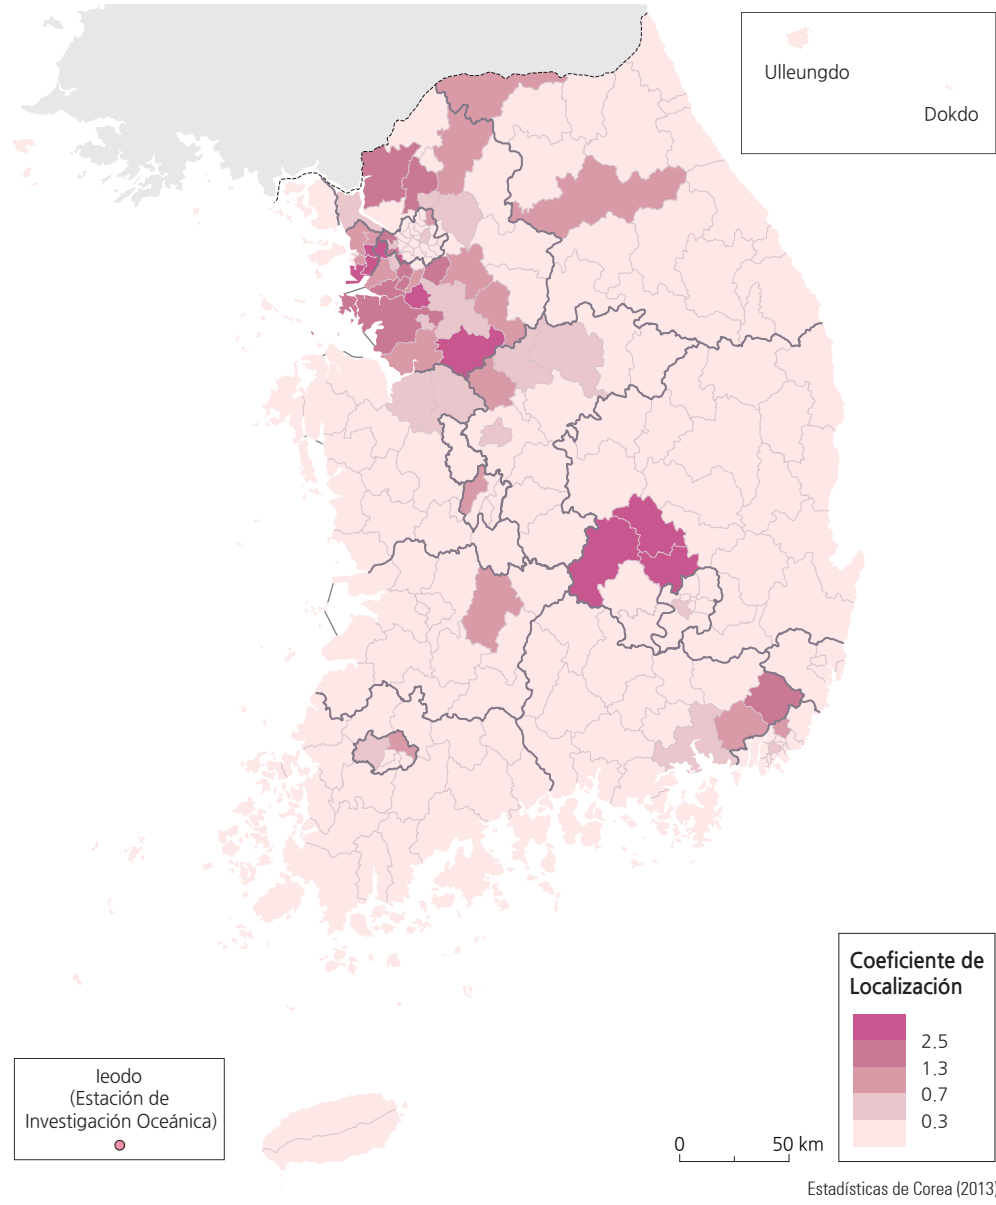 Ulleungdo
Dokdo
Coeficiente de
Localización
2.5
1.3
0.7
0.3
Ieodo
(Estación de
Investigación Oceánica)
0 50 km
Estadísticas de Corea (2013)